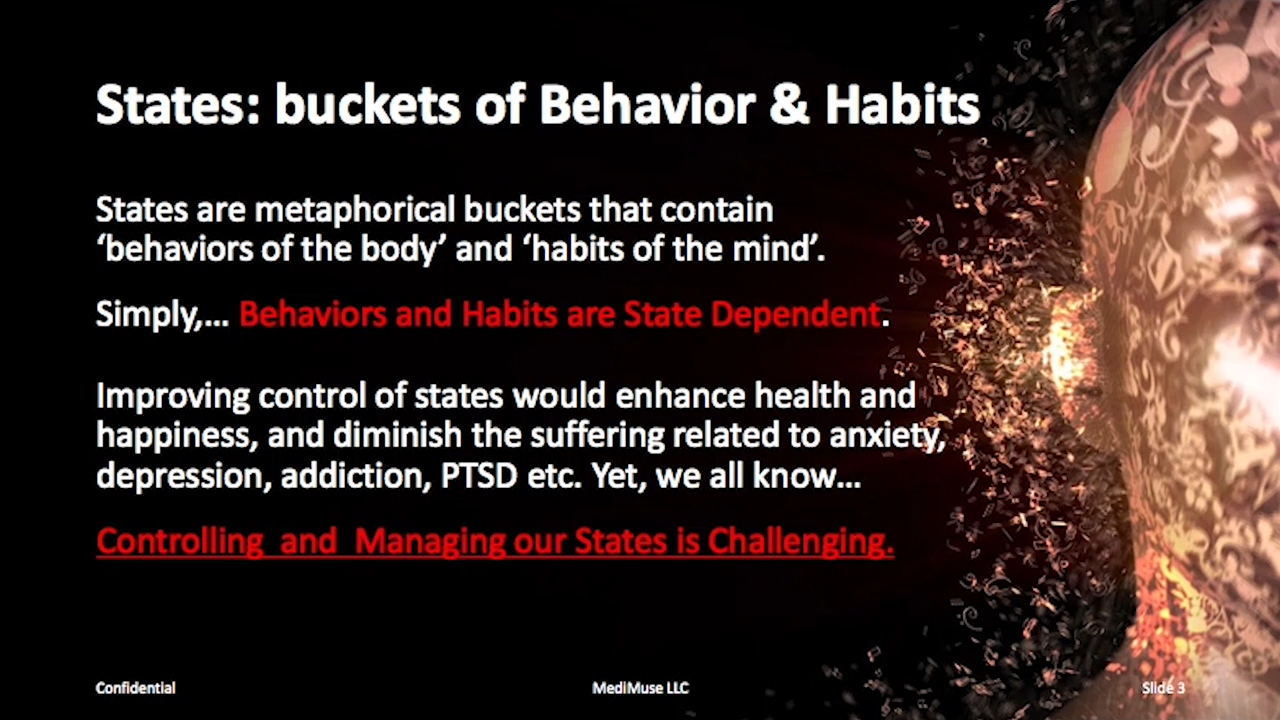 States: buckets of Behavior & Habits
States are metaphorical buckets that contain
‘behaviors of the body’ and ‘habits of the mind’.
Simply,... Behaviors and Habits are State Dependent.
Improving control of states would enhance health and
happiness, and diminish the suffering related to anxiety,
depression, addiction, PTSD etc. Yet, we all know...
Controlling  and  Managing our States is Challenging.
Confidential
MediMuse LLC
Slide 3